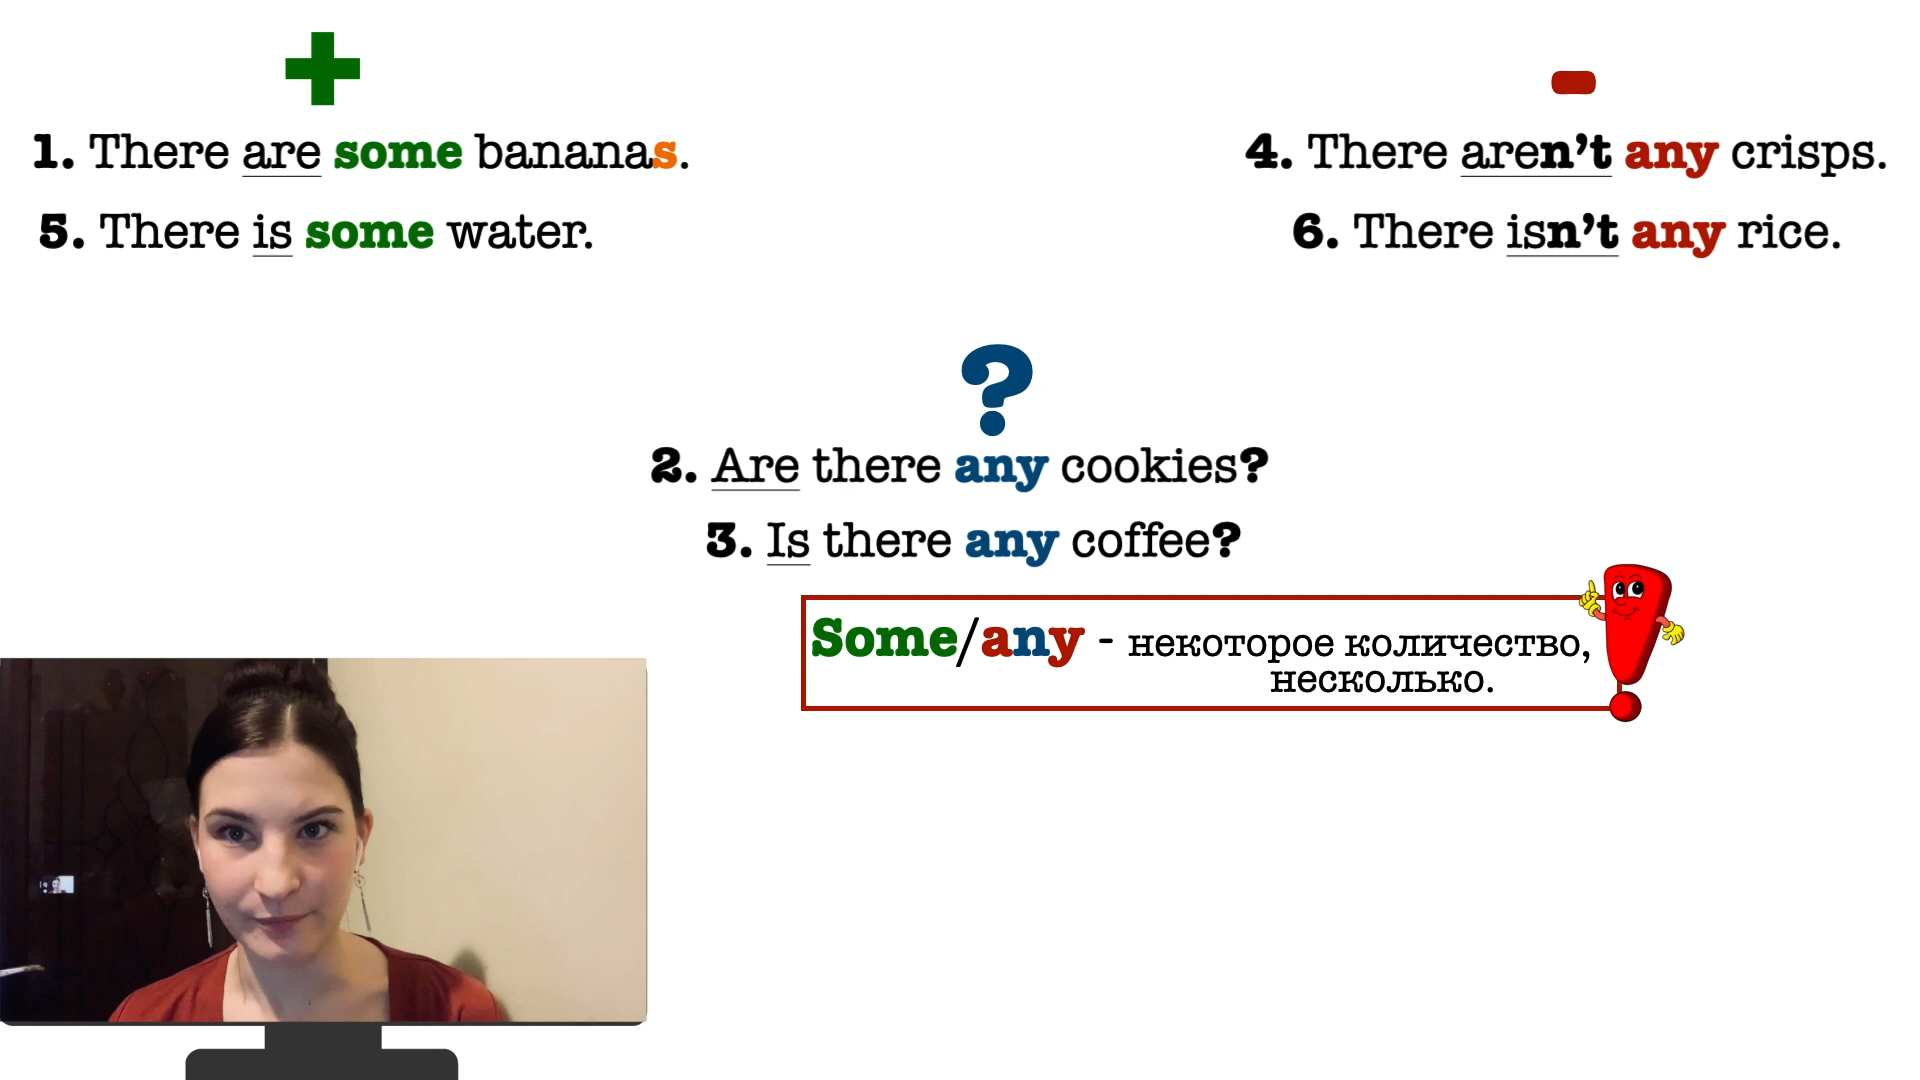 +
1. There are some bananas.
5. There is some water.
-
4. There aren’t any crisps.
6. There isn’t any rice.
?
2. Are there any cookies?
3. Is there any coffee?
Some/any - некоторое количество,
несколько.